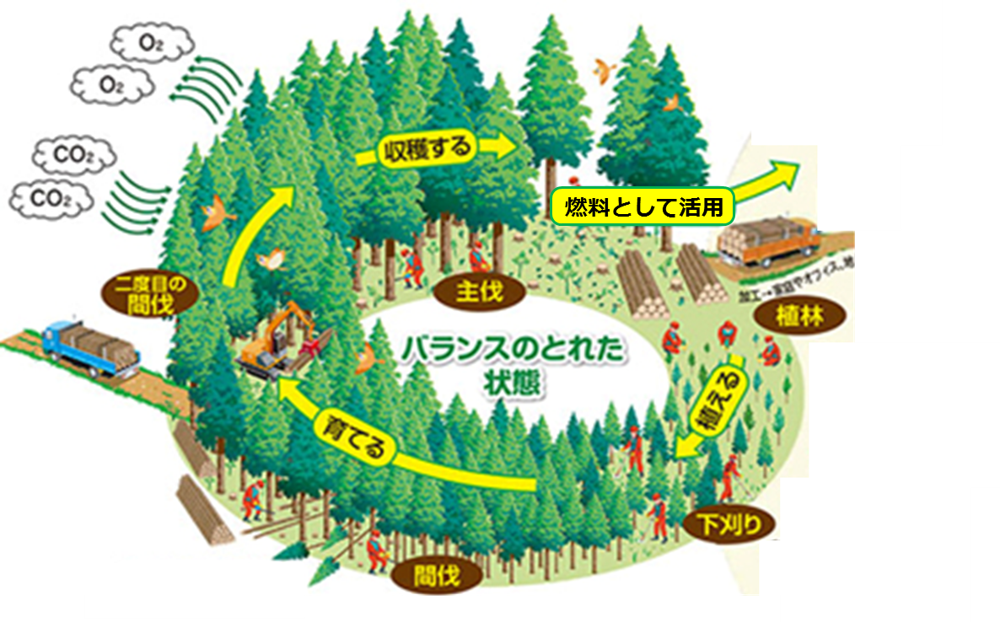 O2
O2
CO2
CO2
収穫する
燃料として活用
二度目の
間伐
主伐
加工→家庭やオフィス、地
植林
バランスのとれた
状態
植える
育てる
下刈り
間伐